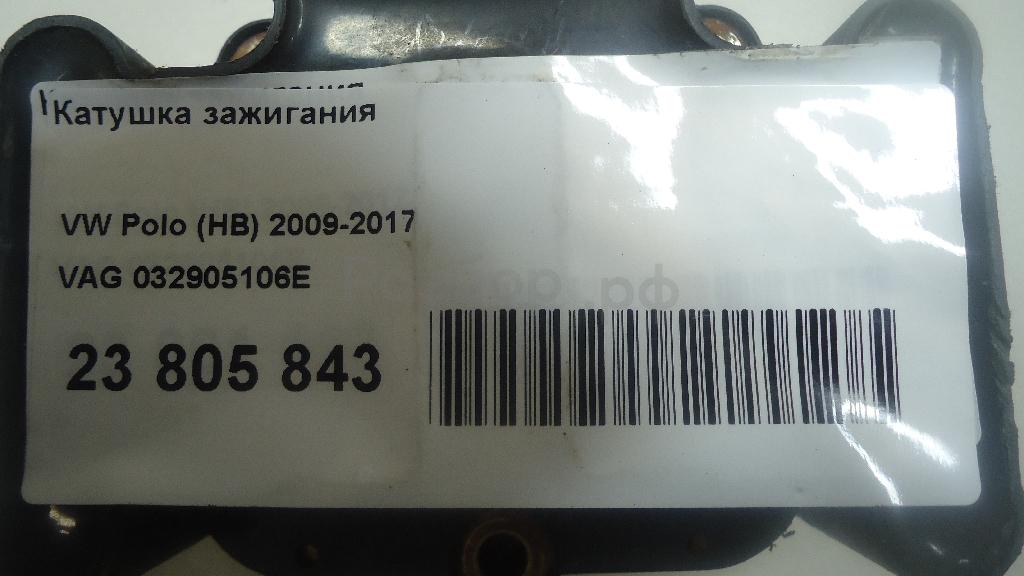 Катушка зажигания
VW Polo (HB) 2009-2017
VAG 032905106E
23 805 843